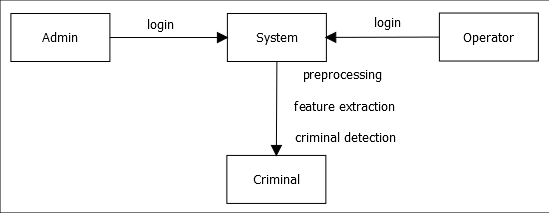 login
login
Admin
System
Operator
preprocessing
feature extraction
criminal detection
Criminal